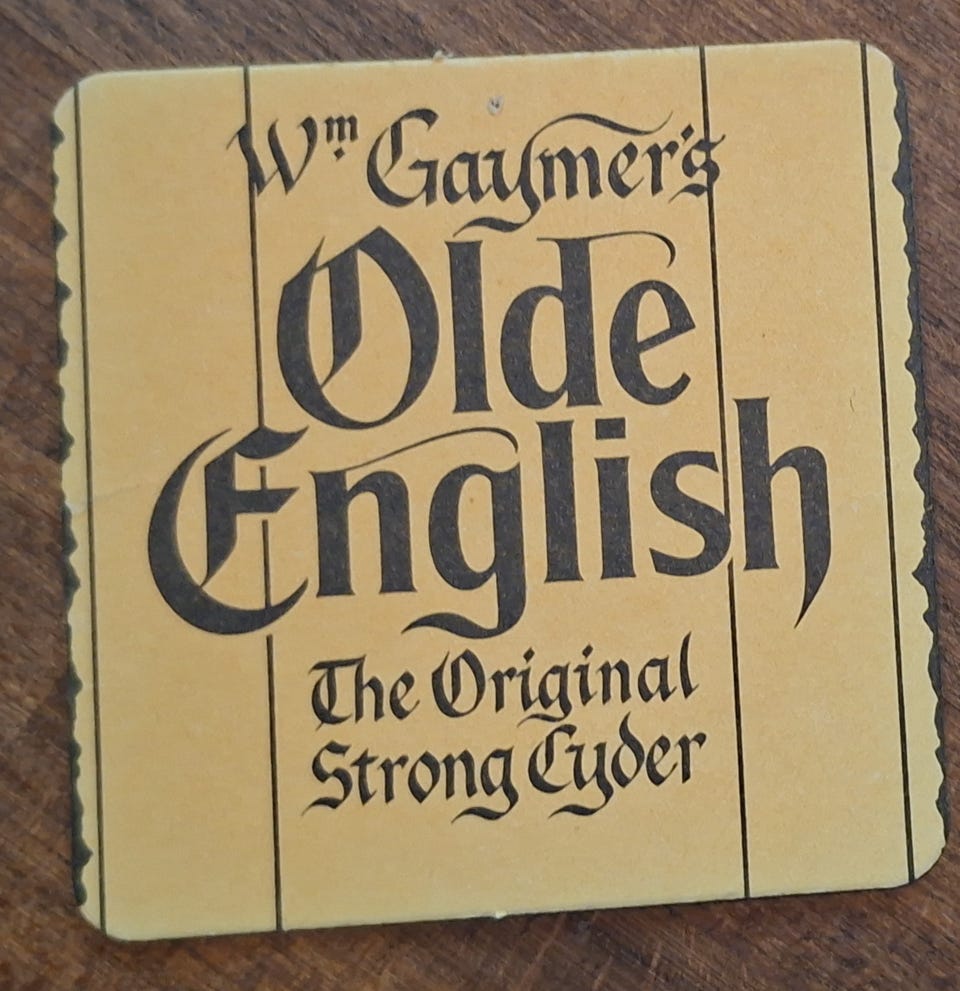 Wm Gaymer's
Olde
English
The Original
Strong Cyder